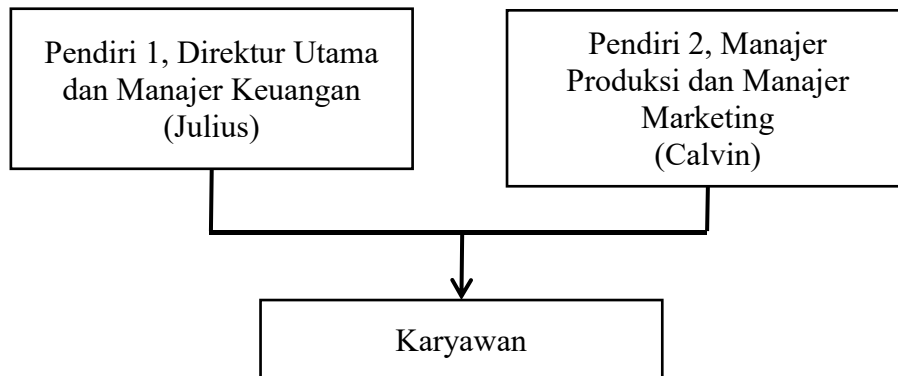 Pendiri 1, Direktur Utama
dan Manajer Keuangan
(Julius)
Pendiri 2, Manajer
Produksi dan Manajer
Marketing
(Calvin)
Karyawan